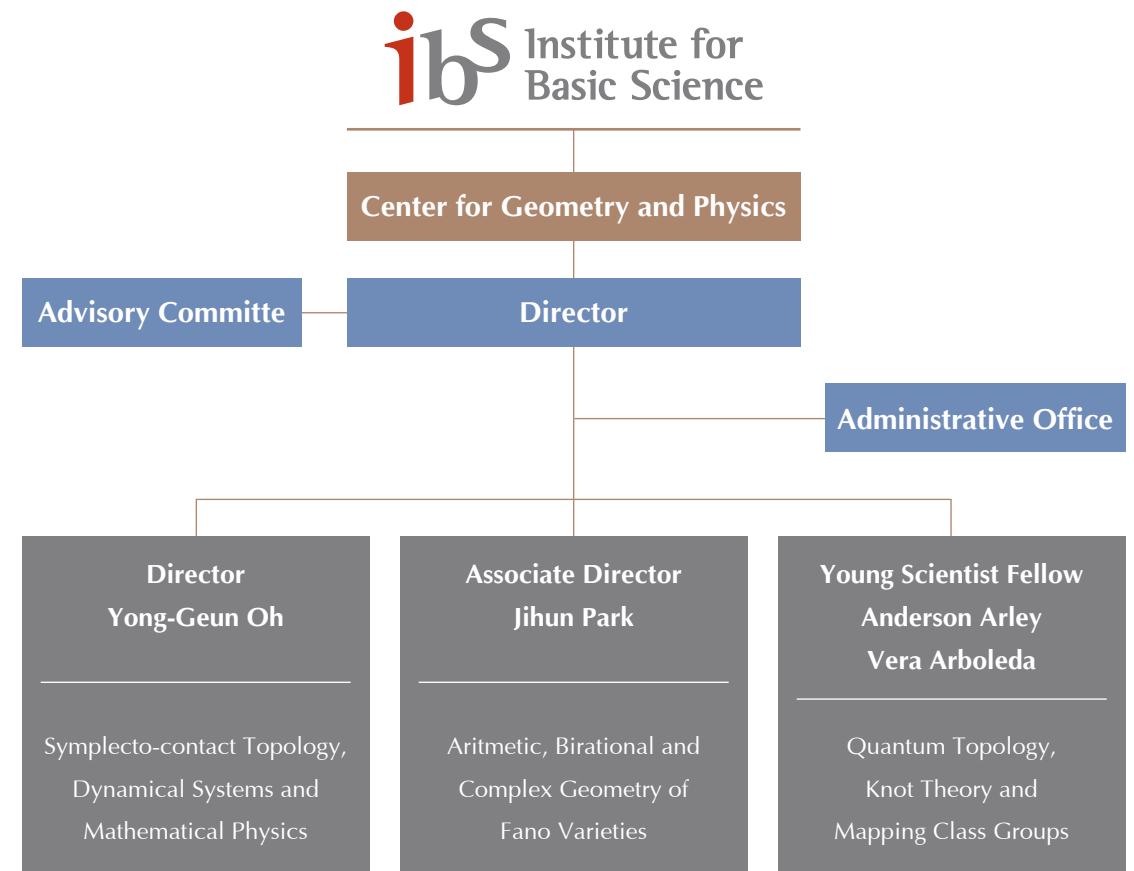 ibs Institute for
Basic Science
Center for Geometry and Physics
Advisory Committe
Director
Administrative Office
Director
Yong-Geun Oh
Symplecto-contact Topology,
Dynamical Systems and
Mathematical Physics
Associate Director
Jihun Park
Aritmetic, Birational and
Complex Geometry of
Fano Varieties
Young Scientist Fellow
Anderson Arley
Vera Arboleda
Quantum Topology,
Knot Theory and
Mapping Class Groups